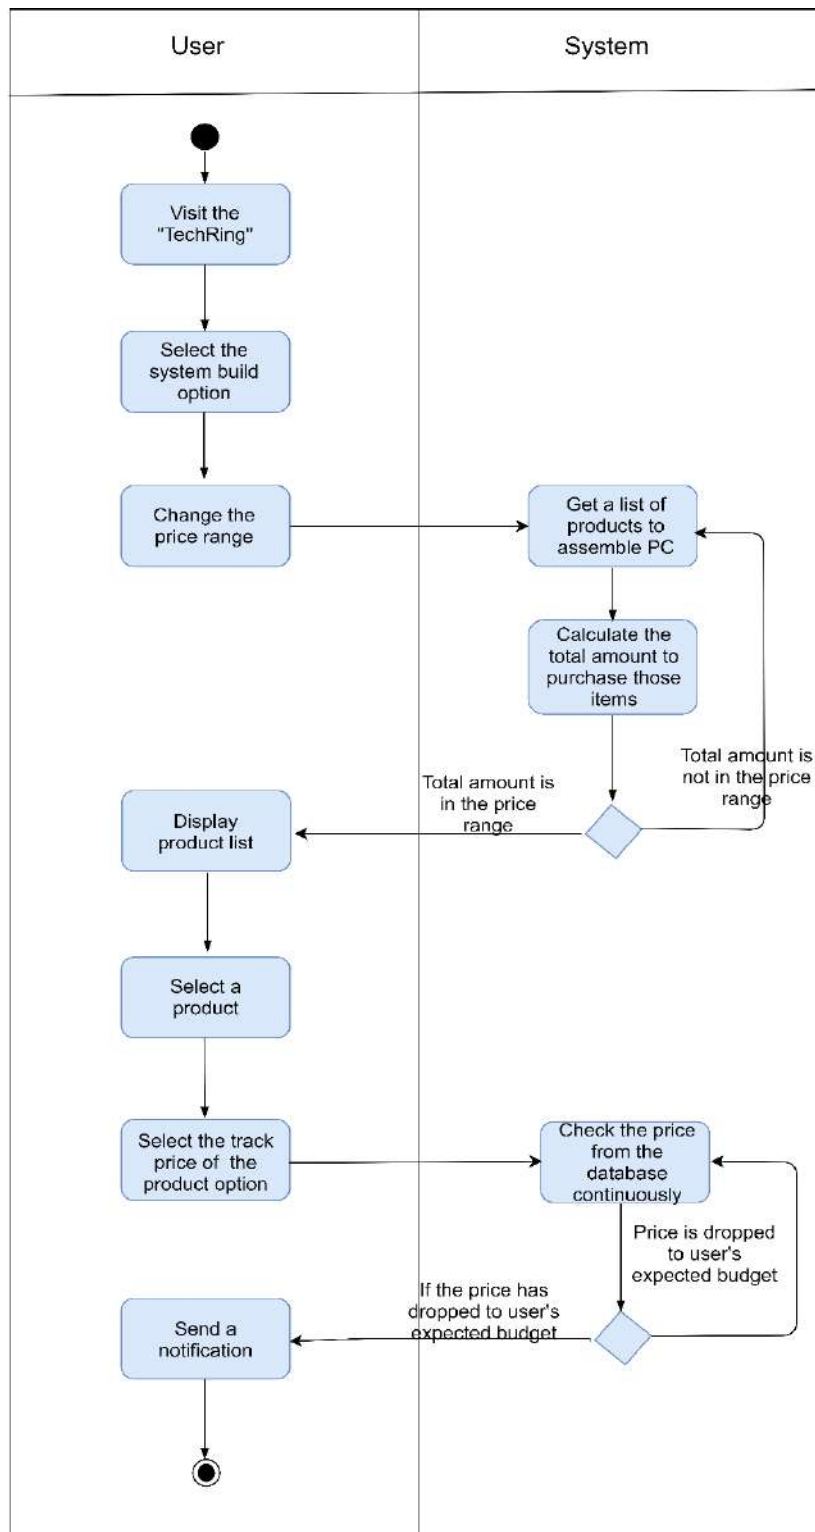 User
System
Visit the
"TechRing"
Select the
system build
option
Change the
price range
Get a list of
products to
assemble PC
Calculate the
total amount to
purchase those
items
Total amount is
not in the price
range
Total amount is
in the price
range
Display
product list
Select a
product
Select the track
price of the
product option
Check the price
from the
database
continuously
Price is dropped
to user's
expected budget
If the price has
dropped to user's
expected budget
Send a
notification